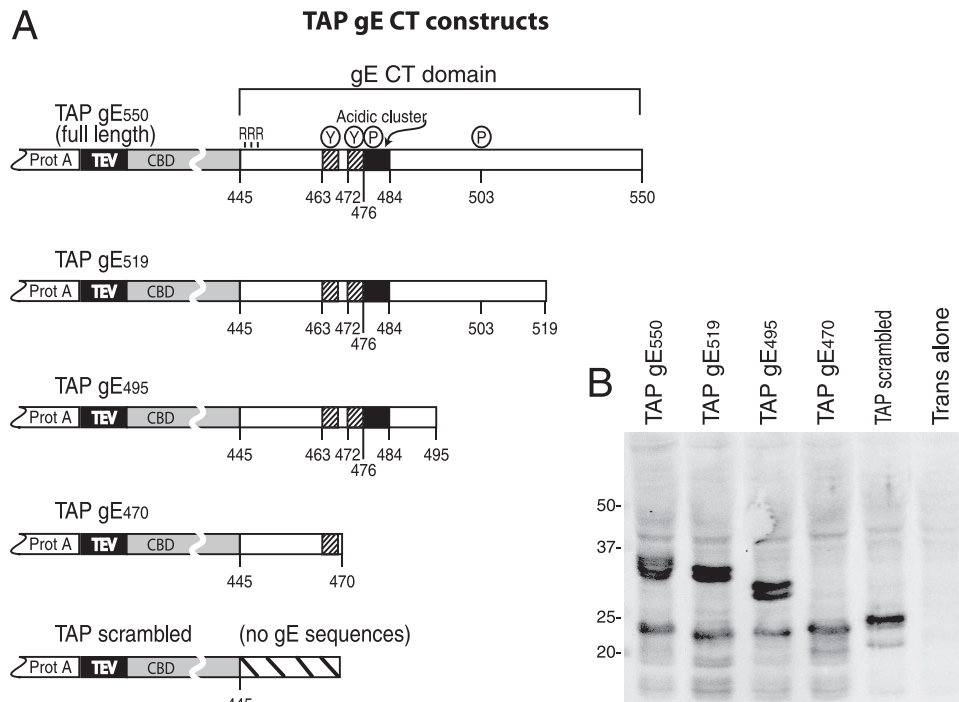 A
TAP gE CT constructs
gE CT domain
TAP gE550
(full length)
RRR
Y
Y
P
Acidic cluster
P
Prot A
TEV
CBD
445
463
472
476
484
503
550
TAP gE519
Prot A
TEV
CBD
445
463
472
476
484
503
519
TAP gE495
Prot A
TEV
CBD
445
463
472
476
484
495
TAP gE470
Prot A
TEV
CBD
445
470
TAP scrambled (no gE sequences)
Prot A
TEV
CBD
445
B
TAP gE550
TAP gE519
TAP gE495
TAP gE470
TAP scrambled
Trans alone
50-
37-
25-
20-